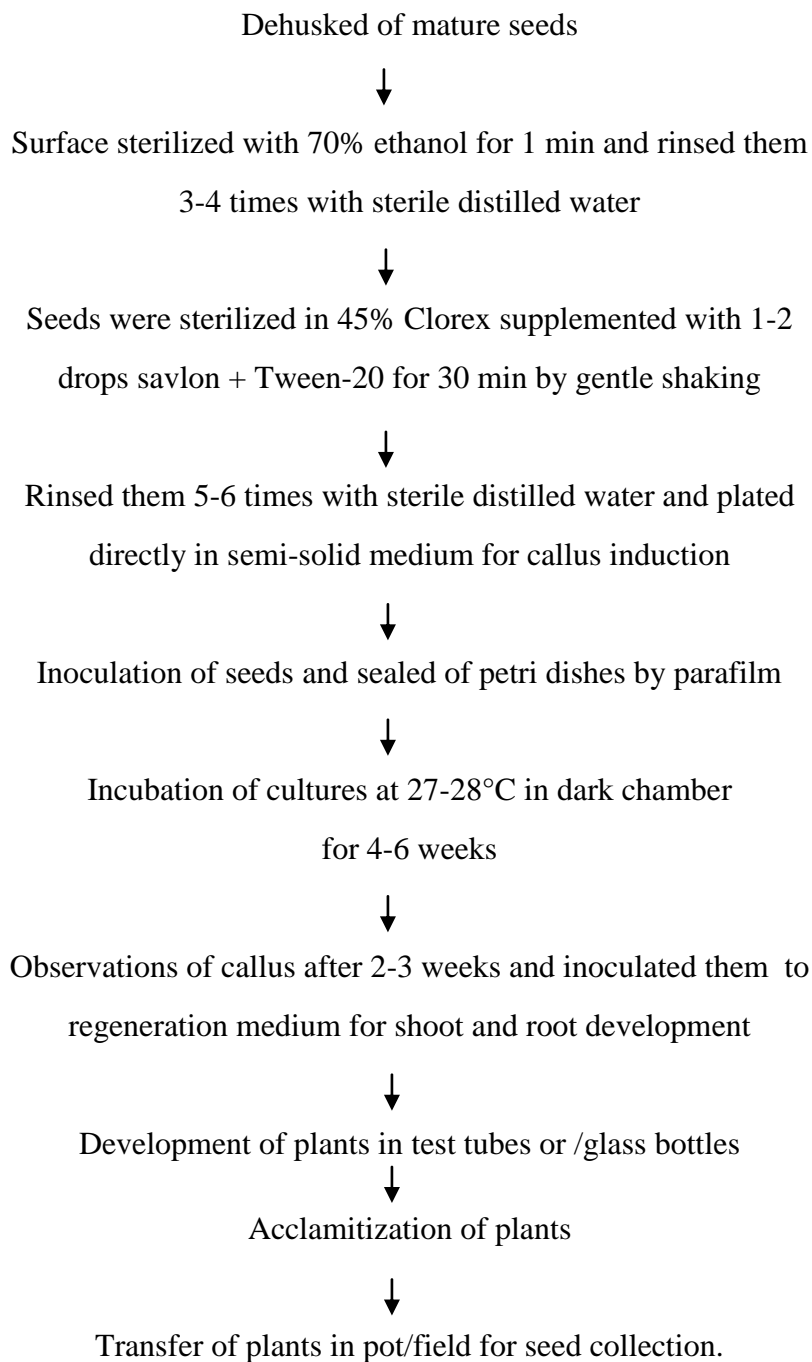 Dehusked of mature seeds
Surface sterilized with 70% ethanol for 1 min and rinsed them
3-4 times with sterile distilled water
Seeds were sterilized in 45% Clorex supplemented with 1-2
drops savlon + Tween-20 for 30 min by gentle shaking
Rinsed them 5-6 times with sterile distilled water and plated
directly in semi-solid medium for callus induction
Inoculation of seeds and sealed of petri dishes by parafilm
Incubation of cultures at 27-28°C in dark chamber
for 4-6 weeks
Observations of callus after 2-3 weeks and inoculated them to
regeneration medium for shoot and root development
Development of plants in test tubes or /glass bottles
Acclamitization of plants
Transfer of plants in pot/field for seed collection.